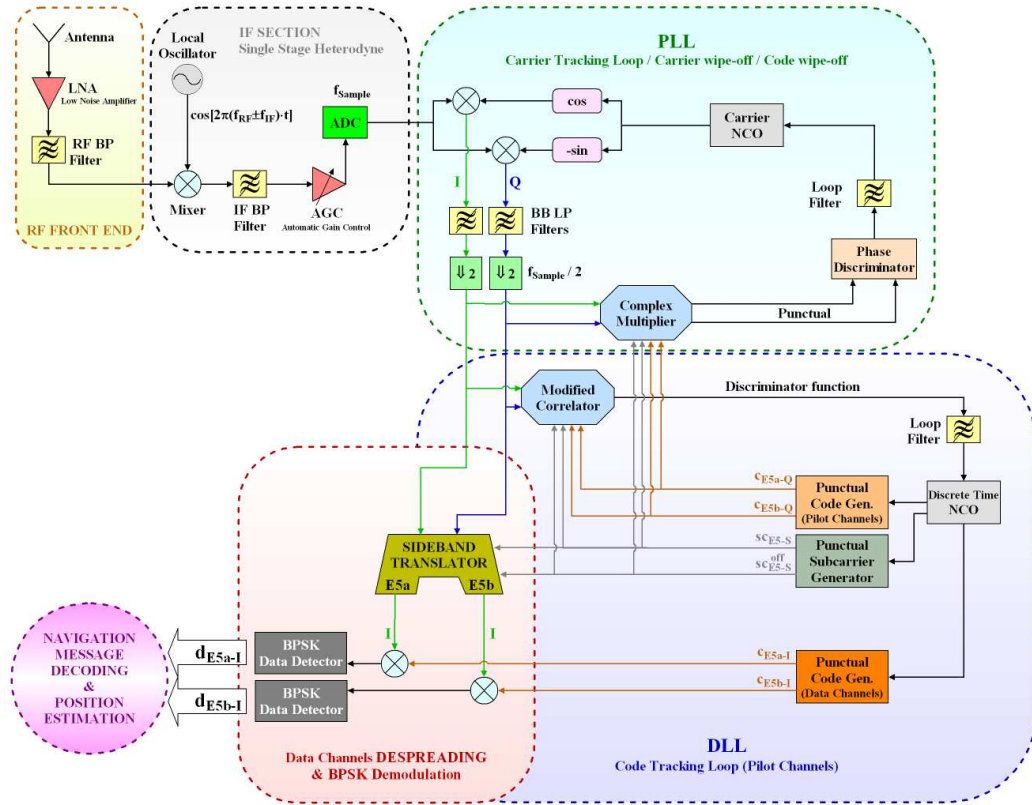 Antenna
LNA
Low Noise Amplifier
RF BP
Filter
RF FRONT END
IF SECTION
Single Stage Heterodyne
Local
Oscillator
cos[2π(fRF±fIF)·t]
fSample
ADC
Mixer
IF BP
Filter
AGC
Automatic Gain Control
PLL
Carrier Tracking Loop / Carrier wipe-off / Code wipe-off
cos
-sin
Carrier
NCO
I
Q
BB LP
Filters
Loop
Filter
⇓2
⇓2
fSample / 2
Phase
Discriminator
Complex
Multiplier
Punctual
Modified
Correlator
Discriminator function
Loop
Filter
cE5a-Q
cE5b-Q
Punctual
Code Gen.
(Pilot Channels)
Discrete Time
NCO
scE5-S
scoffE5-S
Punctual
Subcarrier
Generator
SIDEBAND
TRANSLATOR
E5a
E5b
I
I
NAVIGATION
MESSAGE
DECODING
&
POSITION
ESTIMATION
dE5a-I
dE5b-I
BPSK
Data Detector
BPSK
Data Detector
cE5a-I
cE5b-I
Punctual
Code Gen.
(Data Channels)
Data Channels DESPREADING
& BPSK Demodulation
DLL
Code Tracking Loop (Pilot Channels)